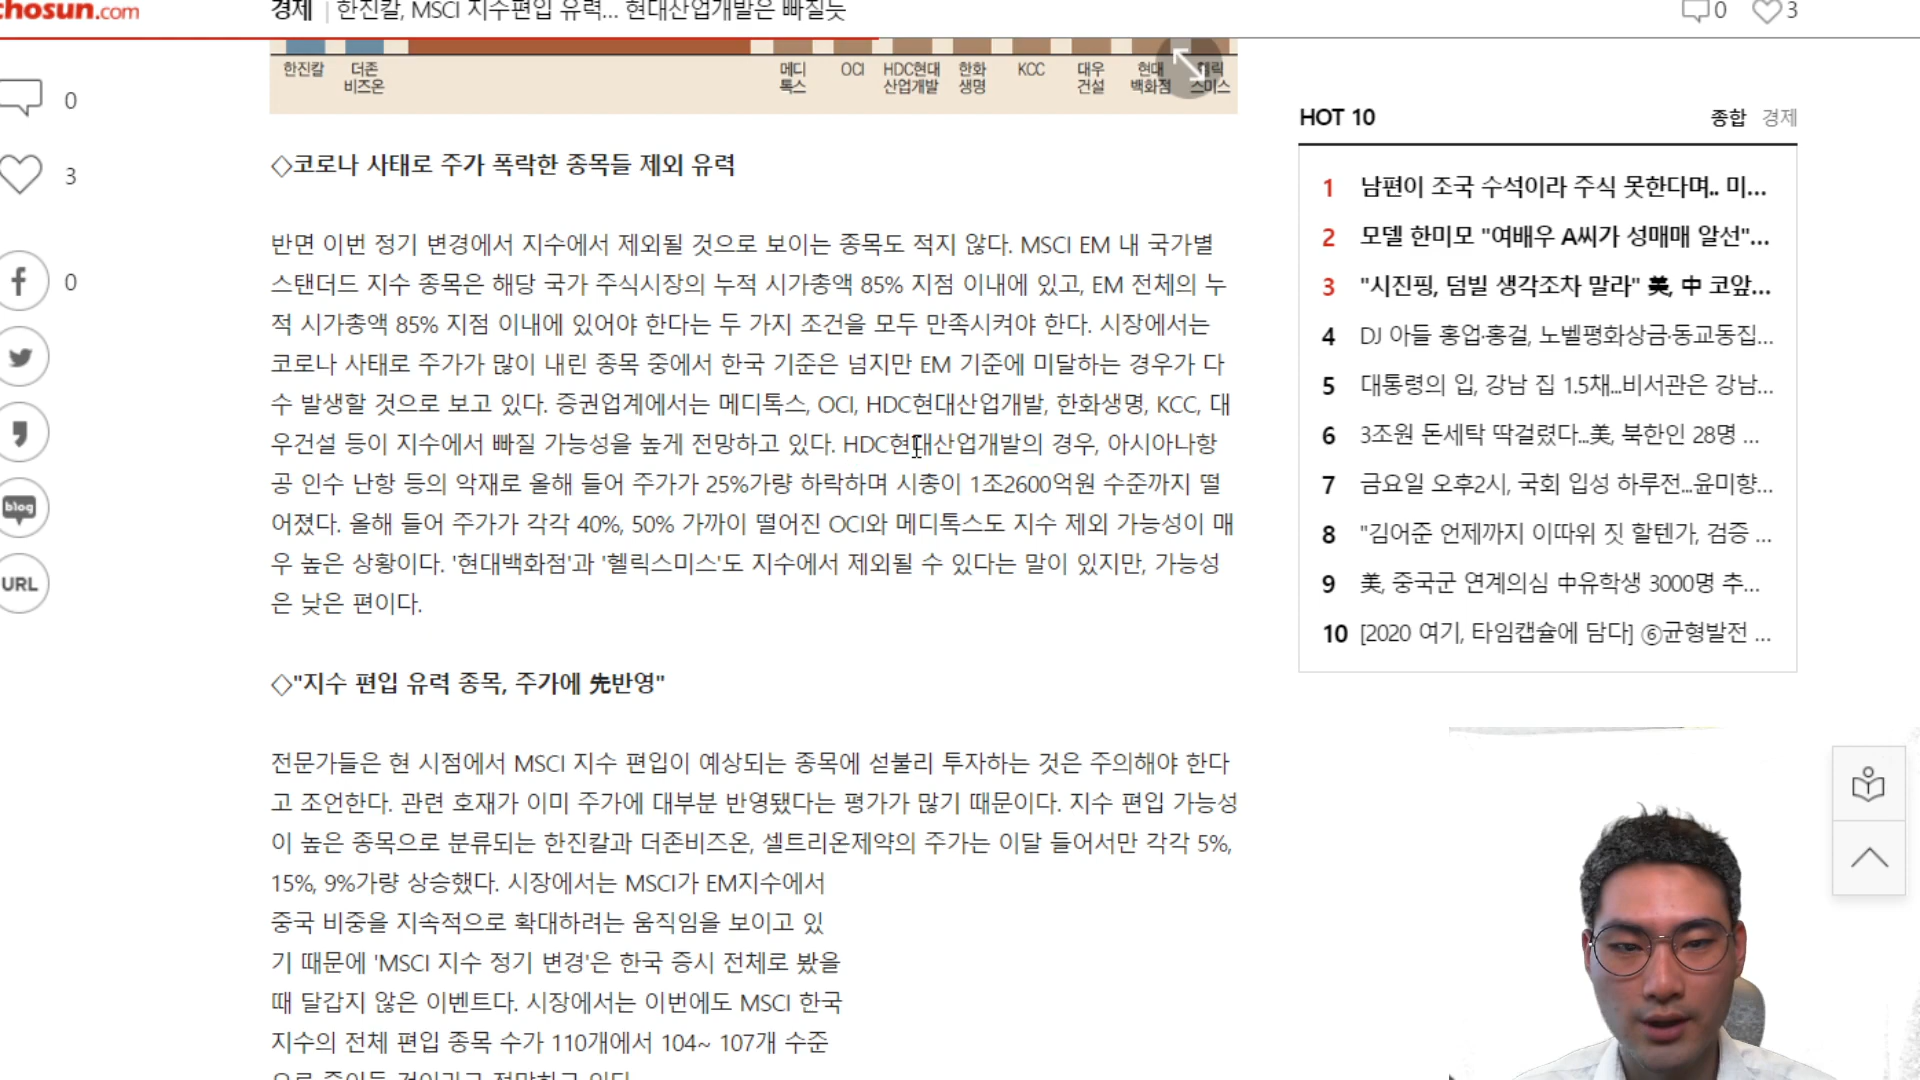 chosun.com
경제 | 한진칼, MSCI 지수편입 유력... 현대산업개발은 빠질듯
0
3
한진칼
더존
비즈온
메디
톡스
OCI
HDC현대
산업개발
한화
생명
KCC
대우
건설
현대
백화점
헬릭
스미스
0
3
0
blog
URL
◇코로나 사태로 주가 폭락한 종목들 제외 유력
반면 이번 정기 변경에서 지수에서 제외될 것으로 보이는 종목도 적지 않다. MSCI EM 내 국가별
스탠더드 지수 종목은 해당 국가 주식시장의 누적 시가총액 85% 지점 이내에 있고, EM 전체의 누
적 시가총액 85% 지점 이내에 있어야 한다는 두 가지 조건을 모두 만족시켜야 한다. 시장에서는
코로나 사태로 주가가 많이 내린 종목 중에서 한국 기준은 넘지만 EM 기준에 미달하는 경우가 다
수 발생할 것으로 보고 있다. 증권업계에서는 메디톡스, OCI, HDC현대산업개발, 한화생명, KCC, 대
우건설 등이 지수에서 빠질 가능성을 높게 전망하고 있다. HDC현대산업개발의 경우, 아시아나항
공 인수 난항 등의 악재로 올해 들어 주가가 25%가량 하락하며 시총이 1조2600억원 수준까지 떨
어졌다. 올해 들어 주가가 각각 40%, 50% 가까이 떨어진 OCI와 메디톡스도 지수 제외 가능성이 매
우 높은 상황이다. '현대백화점'과 '헬릭스미스'도 지수에서 제외될 수 있다는 말이 있지만, 가능성
은 낮은 편이다.
◇"지수 편입 유력 종목, 주가에 先반영"
전문가들은 현 시점에서 MSCI 지수 편입이 예상되는 종목에 섣불리 투자하는 것은 주의해야 한다
고 조언한다. 관련 호재가 이미 주가에 대부분 반영됐다는 평가가 많기 때문이다. 지수 편입 가능성
이 높은 종목으로 분류되는 한진칼과 더존비즈온, 셀트리온제약의 주가는 이달 들어서만 각각 5%,
15%, 9%가량 상승했다. 시장에서는 MSCI가 EM지수에서
중국 비중을 지속적으로 확대하려는 움직임을 보이고 있
기 때문에 'MSCI 지수 정기 변경'은 한국 증시 전체로 봤을
때 달갑지 않은 이벤트다. 시장에서는 이번에도 MSCI 한국
지수의 전체 편입 종목 수가 110개에서 104~ 107개 수준
으로 줄어들 것이라고 전망하고 있다.
HOT 10
종합 경제
1 남편이 조국 수석이라 주식 못한다며.. 미...
2 모델 한미모 "여배우 A씨가 성매매 알선"...
3 "시진핑, 덤빌 생각조차 말라" 美, 中 코앞...
4 DJ 아들 홍업·홍걸, 노벨평화상금·동교동집...
5 대통령의 입, 강남 집 1.5채...비서관은 강남...
6 3조원 돈세탁 딱걸렸다...美, 북한인 28명 ...
7 금요일 오후2시, 국회 입성 하루전...윤미향...
8 "김어준 언제까지 이따위 짓 할텐가, 검증 ...
9 美, 중국군 연계의심 中유학생 3000명 추...
10 [2020 여기, 타임캡슐에 담다] ⑥균형발전 ...